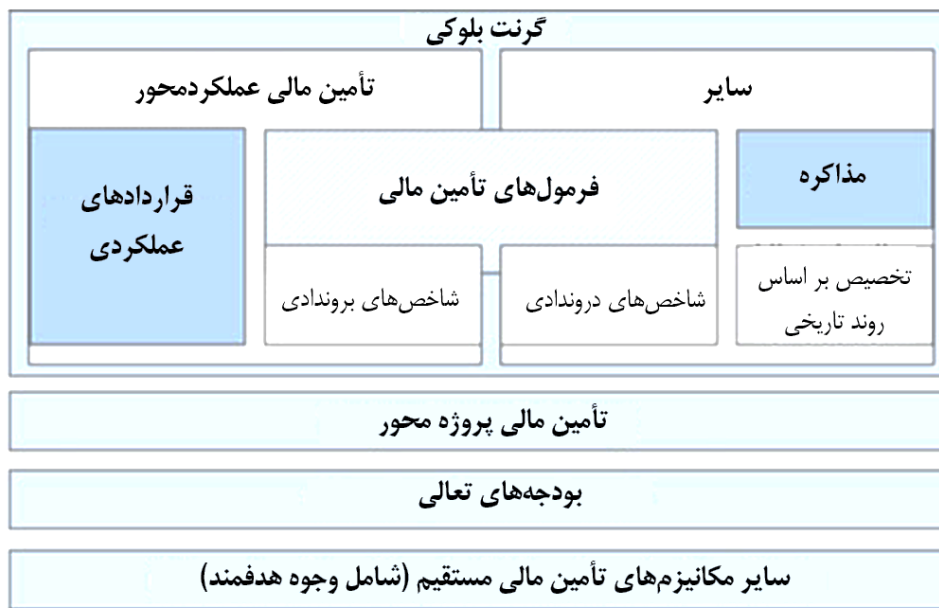 گرنت بلوکی
سایر
تأمین مالی عملکردمحور
مذاکره
فرمول‌های تأمین مالی
قراردادهای
عملکردی
تخصیص بر اساس
روند تاریخی
شاخص‌های دروندادی
شاخص‌های بروندادی
تأمین مالی پروژه محور
بودجه‌های تعالی
سایر مکانیزم‌های تأمین مالی مستقیم (شامل وجوه هدفمند)